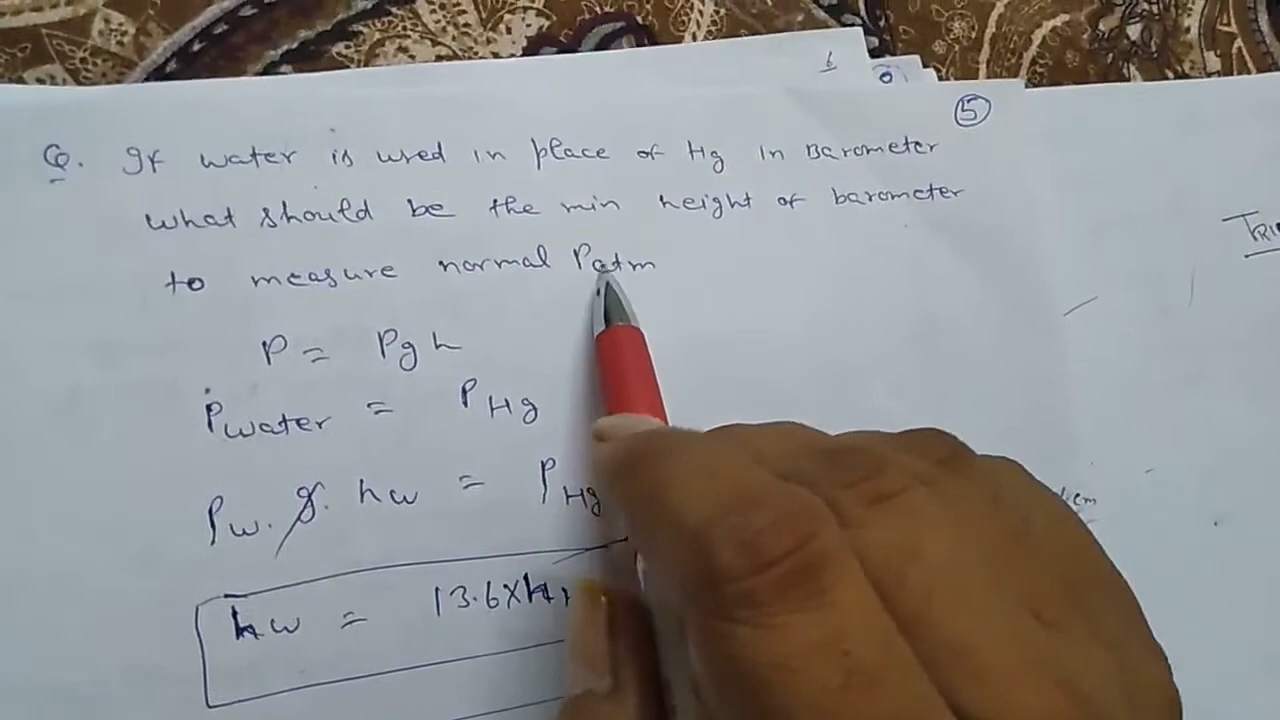 6
5
Q. If water is used in place of Hg in Barometer
what should be the min height of barometer
to measure normal Patm
P = ρgh
Pwater = PHg
ρw. g. hw = ρHg
hw = 13.6×h